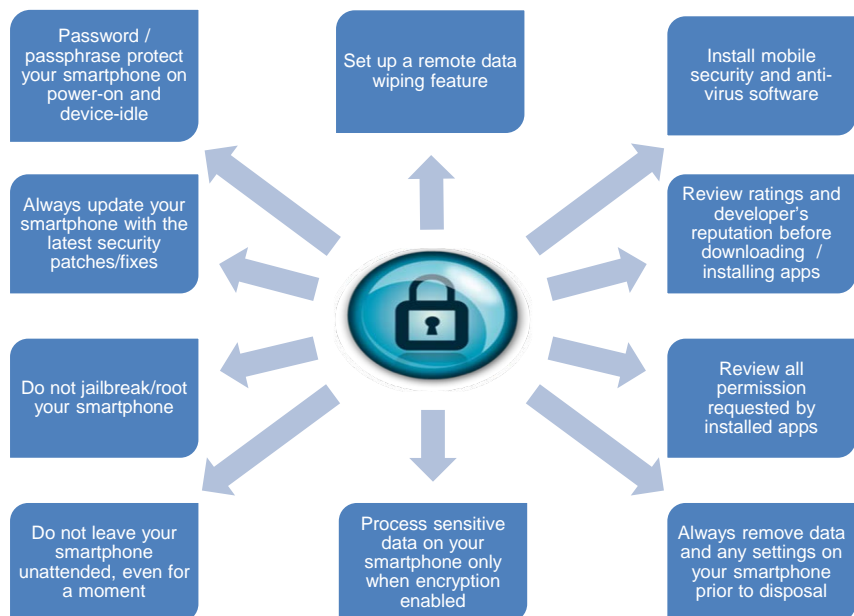 Password /
passphrase protect
your smartphone on
power-on and
device-idle
Set up a remote data
wiping feature
Install mobile
security and anti-
virus software
Always update your
smartphone with the
latest security
patches/fixes
Review ratings and
developer's
reputation before
downloading /
installing apps
Do not jailbreak/root
your smartphone
Review all
permission
requested by
installed apps
Do not leave your
smartphone
unattended, even for
a moment
Process sensitive
data on your
smartphone only
when encryption
enabled
Always remove data
and any settings on
your smartphone
prior to disposal